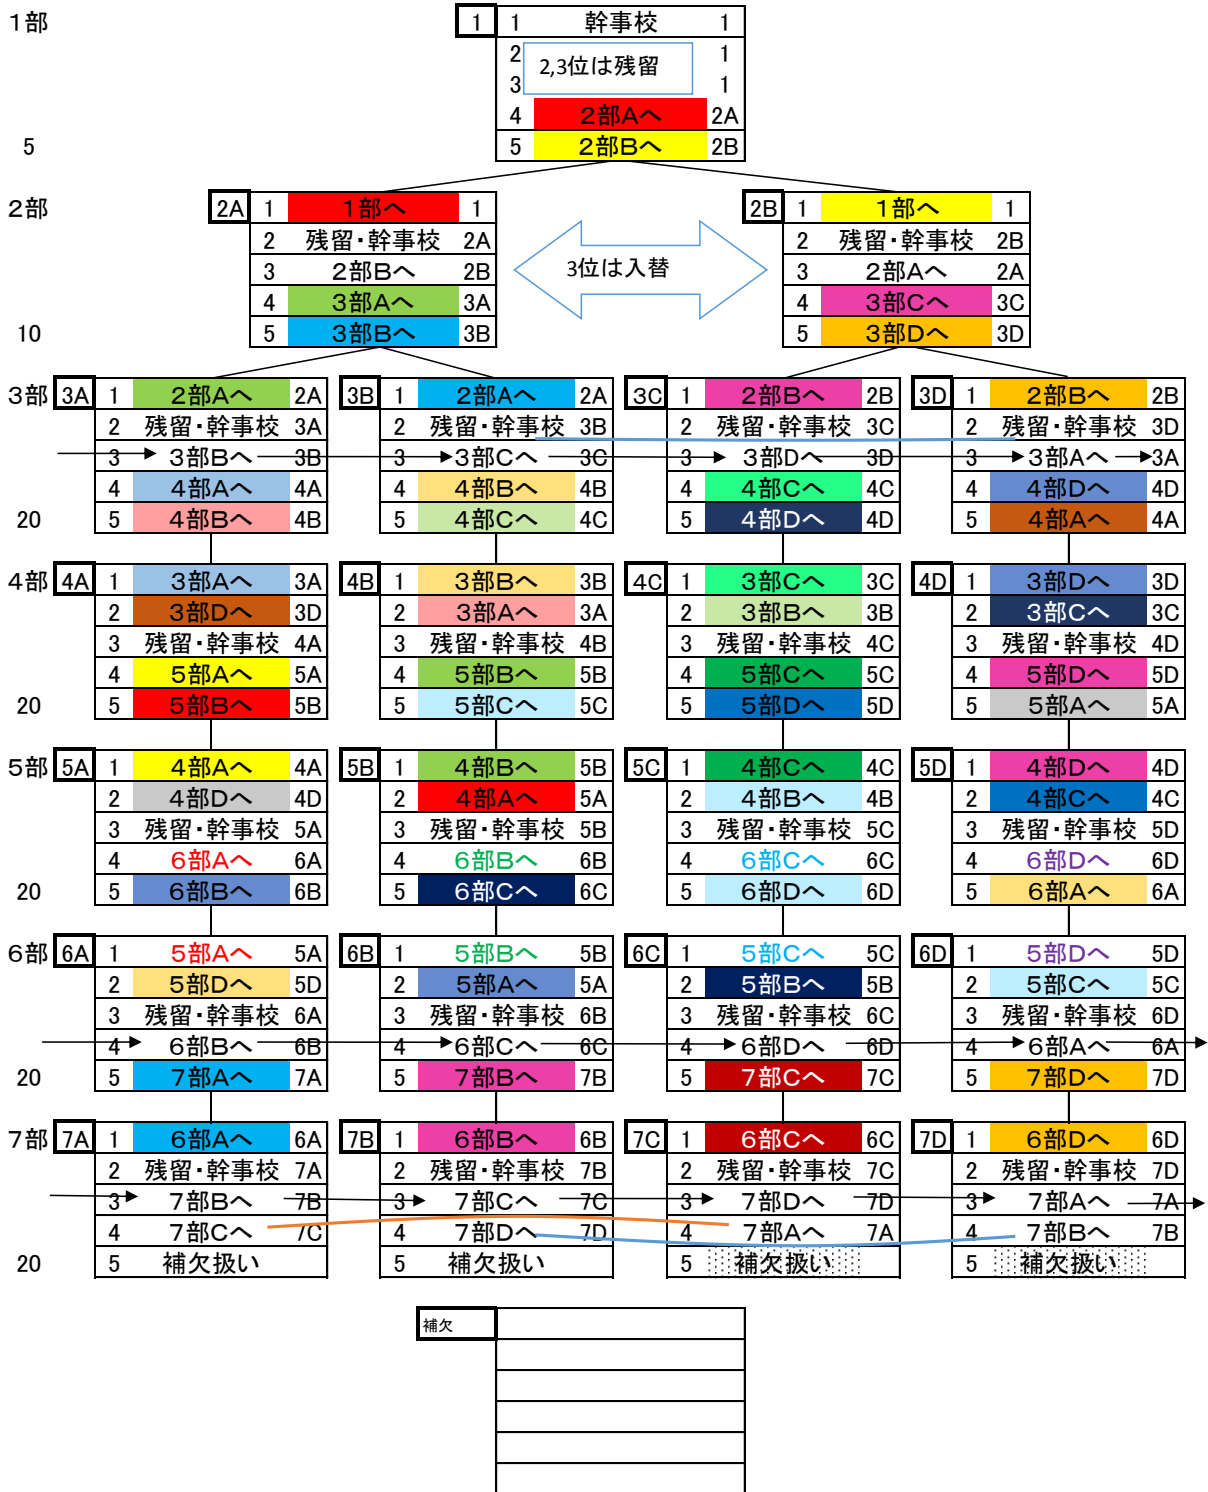 1部 1 1 幹事校 1
2 1
2,3位は残留
3 1
4 2部Aへ 2A
5 5 2部Bへ 2B
2部 2A 1 1部へ 1 2B 1 1部へ 1
2 残留・幹事校 2A 2 残留・幹事校 2B
3 2部Bへ 2B 3位は入替 3 2部Aへ 2A
4 3部Aへ 3A 4 3部Cへ 3C
10 5 3部Bへ 3B 5 3部Dへ 3D
3部 3A 1 2部Aへ 2A 3B 1 2部Aへ 2A 3C 1 2部Bへ 2B 3D 1 2部Bへ 2B
2 残留・幹事校 3A 2 残留・幹事校 3B 2 残留・幹事校 3C 2 残留・幹事校 3D
3 3部Bへ 3B 3 3部Cへ 3C 3 3部Dへ 3D 3 3部Aへ 3A
4 4部Aへ 4A 4 4部Bへ 4B 4 4部Cへ 4C 4 4部Dへ 4D
20 5 4部Bへ 4B 5 4部Cへ 4C 5 4部Dへ 4D 5 4部Aへ 4A
4部 4A 1 3部Aへ 3A 4B 1 3部Bへ 3B 4C 1 3部Cへ 3C 4D 1 3部Dへ 3D
2 3部Dへ 3D 2 3部Aへ 3A 2 3部Bへ 3B 2 3部Cへ 3C
3 残留・幹事校 4A 3 残留・幹事校 4B 3 残留・幹事校 4C 3 残留・幹事校 4D
4 5部Aへ 5A 4 5部Bへ 5B 4 5部Cへ 5C 4 5部Dへ 5D
20 5 5部Bへ 5B 5 5部Cへ 5C 5 5部Dへ 5D 5 5部Aへ 5A
5部 5A 1 4部Aへ 4A 5B 1 4部Bへ 5B 5C 1 4部Cへ 4C 5D 1 4部Dへ 4D
2 4部Dへ 4D 2 4部Aへ 5A 2 4部Bへ 4B 2 4部Cへ 4C
3 残留・幹事校 5A 3 残留・幹事校 5B 3 残留・幹事校 5C 3 残留・幹事校 5D
4 6部Aへ 6A 4 6部Bへ 6B 4 6部Cへ 6C 4 6部Dへ 6D
20 5 6部Bへ 6B 5 6部Cへ 6C 5 6部Dへ 6D 5 6部Aへ 6A
6部 6A 1 5部Aへ 5A 6B 1 5部Bへ 5B 6C 1 5部Cへ 5C 6D 1 5部Dへ 5D
2 5部Dへ 5D 2 5部Aへ 5A 2 5部Bへ 5B 2 5部Cへ 5C
3 残留・幹事校 6A 3 残留・幹事校 6B 3 残留・幹事校 6C 3 残留・幹事校 6D
4 6部Bへ 6B 4 6部Cへ 6C 4 6部Dへ 6D 4 6部Aへ 6A
20 5 7部Aへ 7A 5 7部Bへ 7B 5 7部Cへ 7C 5 7部Dへ 7D
7部 7A 1 6部Aへ 6A 7B 1 6部Bへ 6B 7C 1 6部Cへ 6C 7D 1 6部Dへ 6D
2 残留・幹事校 7A 2 残留・幹事校 7B 2 残留・幹事校 7C 2 残留・幹事校 7D
3 7部Bへ 7B 3 7部Cへ 7C 3 7部Dへ 7D 3 7部Aへ 7A
4 7部Cへ 7C 4 7部Dへ 7D 4 7部Aへ 7A 4 7部Bへ 7B
20 5 補欠扱い 5 補欠扱い 5 補欠扱い 5 補欠扱い
補欠